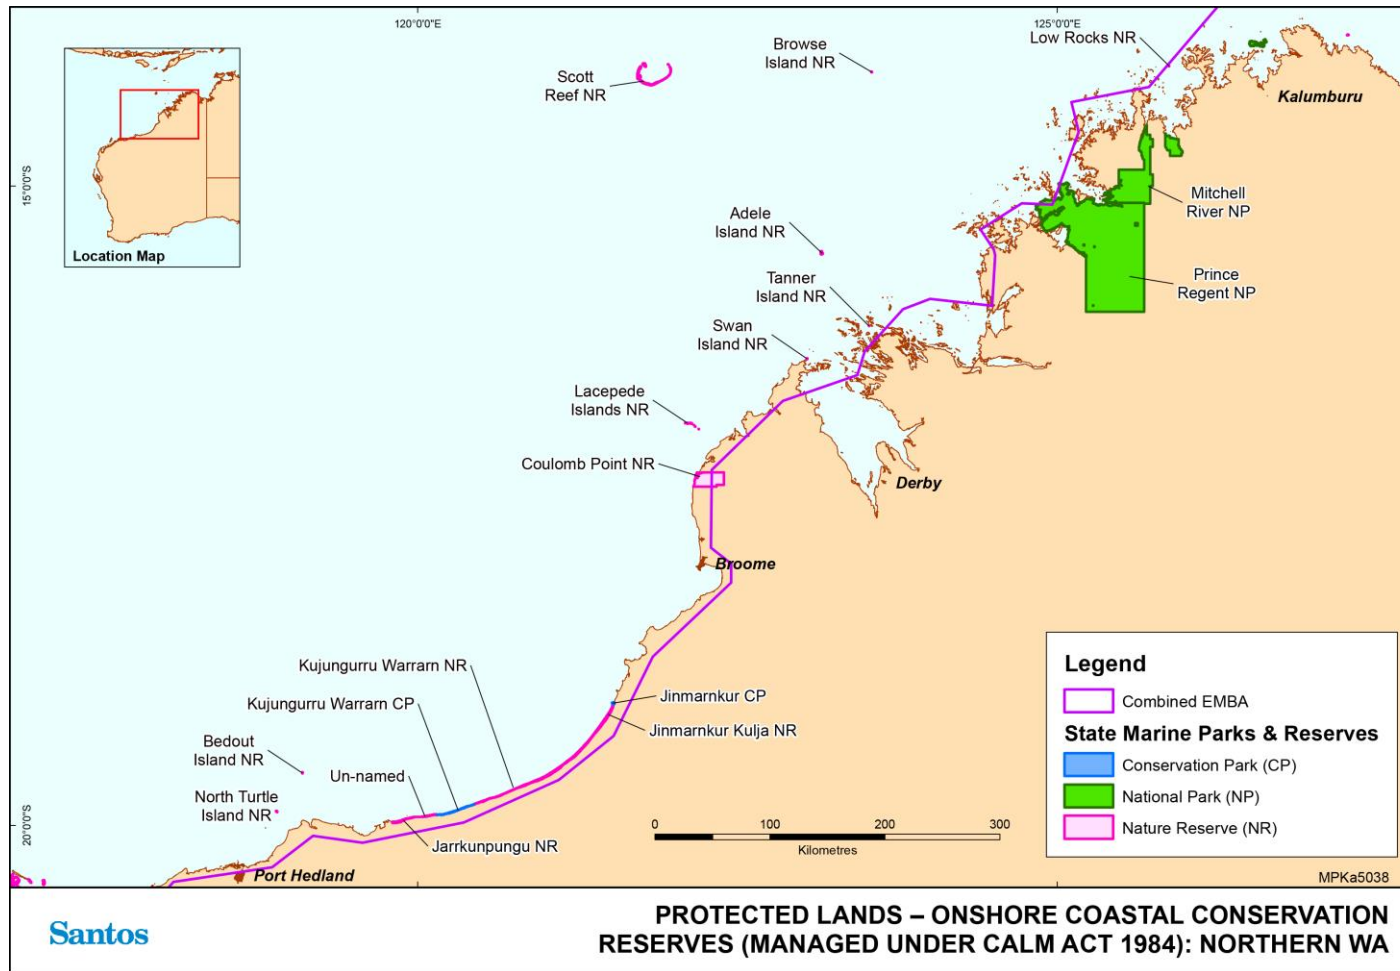 120°0'0"E
125°0'0"E
15°0'0"S
20°0'0"S
Location Map
Scott
Reef NR
Browse
Island NR
Low Rocks NR
Kalumburu
Mitchell
River NP
Prince
Regent NP
Adele
Island NR
Tanner
Island NR
Swan
Island NR
Lacepede
Islands NR
Coulomb Point NR
Derby
Broome
Kujungurru Warrarn NR
Kujungurru Warrarn CP
Jinmarnkur CP
Jinmarnkur Kulja NR
Bedout
Island NR
Un-named
North Turtle
Island NR
Jarrkunpungu NR
Port Hedland
0 100 200 300
Kilometres
Legend
Combined EMBA
State Marine Parks & Reserves
Conservation Park (CP)
National Park (NP)
Nature Reserve (NR)
MPKa5038
Santos
PROTECTED LANDS – ONSHORE COASTAL CONSERVATION
RESERVES (MANAGED UNDER CALM ACT 1984): NORTHERN WA